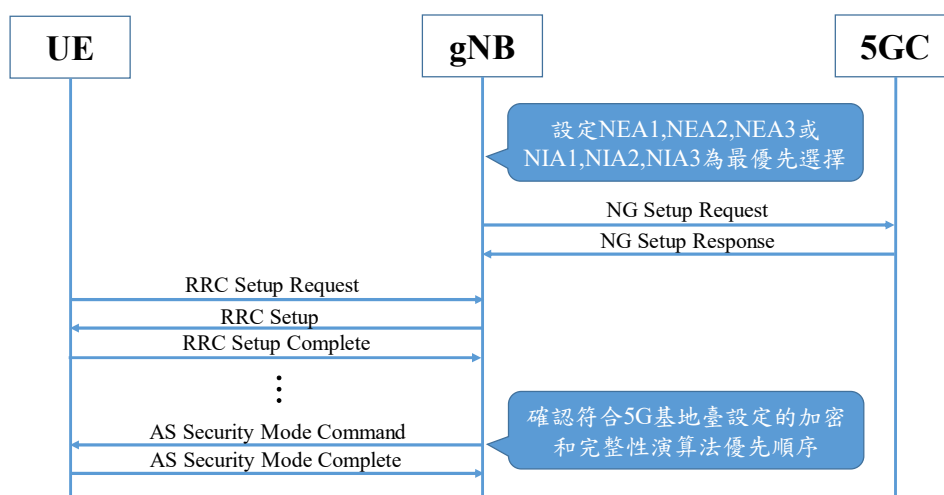 UE
gNB
5GC
設定NEA1,NEA2,NEA3或
NIA1,NIA2,NIA3為最優先選擇
NG Setup Request
NG Setup Response
RRC Setup Request
RRC Setup
RRC Setup Complete
⋮
確認符合5G基地臺設定的加密
和完整性演算法優先順序
AS Security Mode Command
AS Security Mode Complete